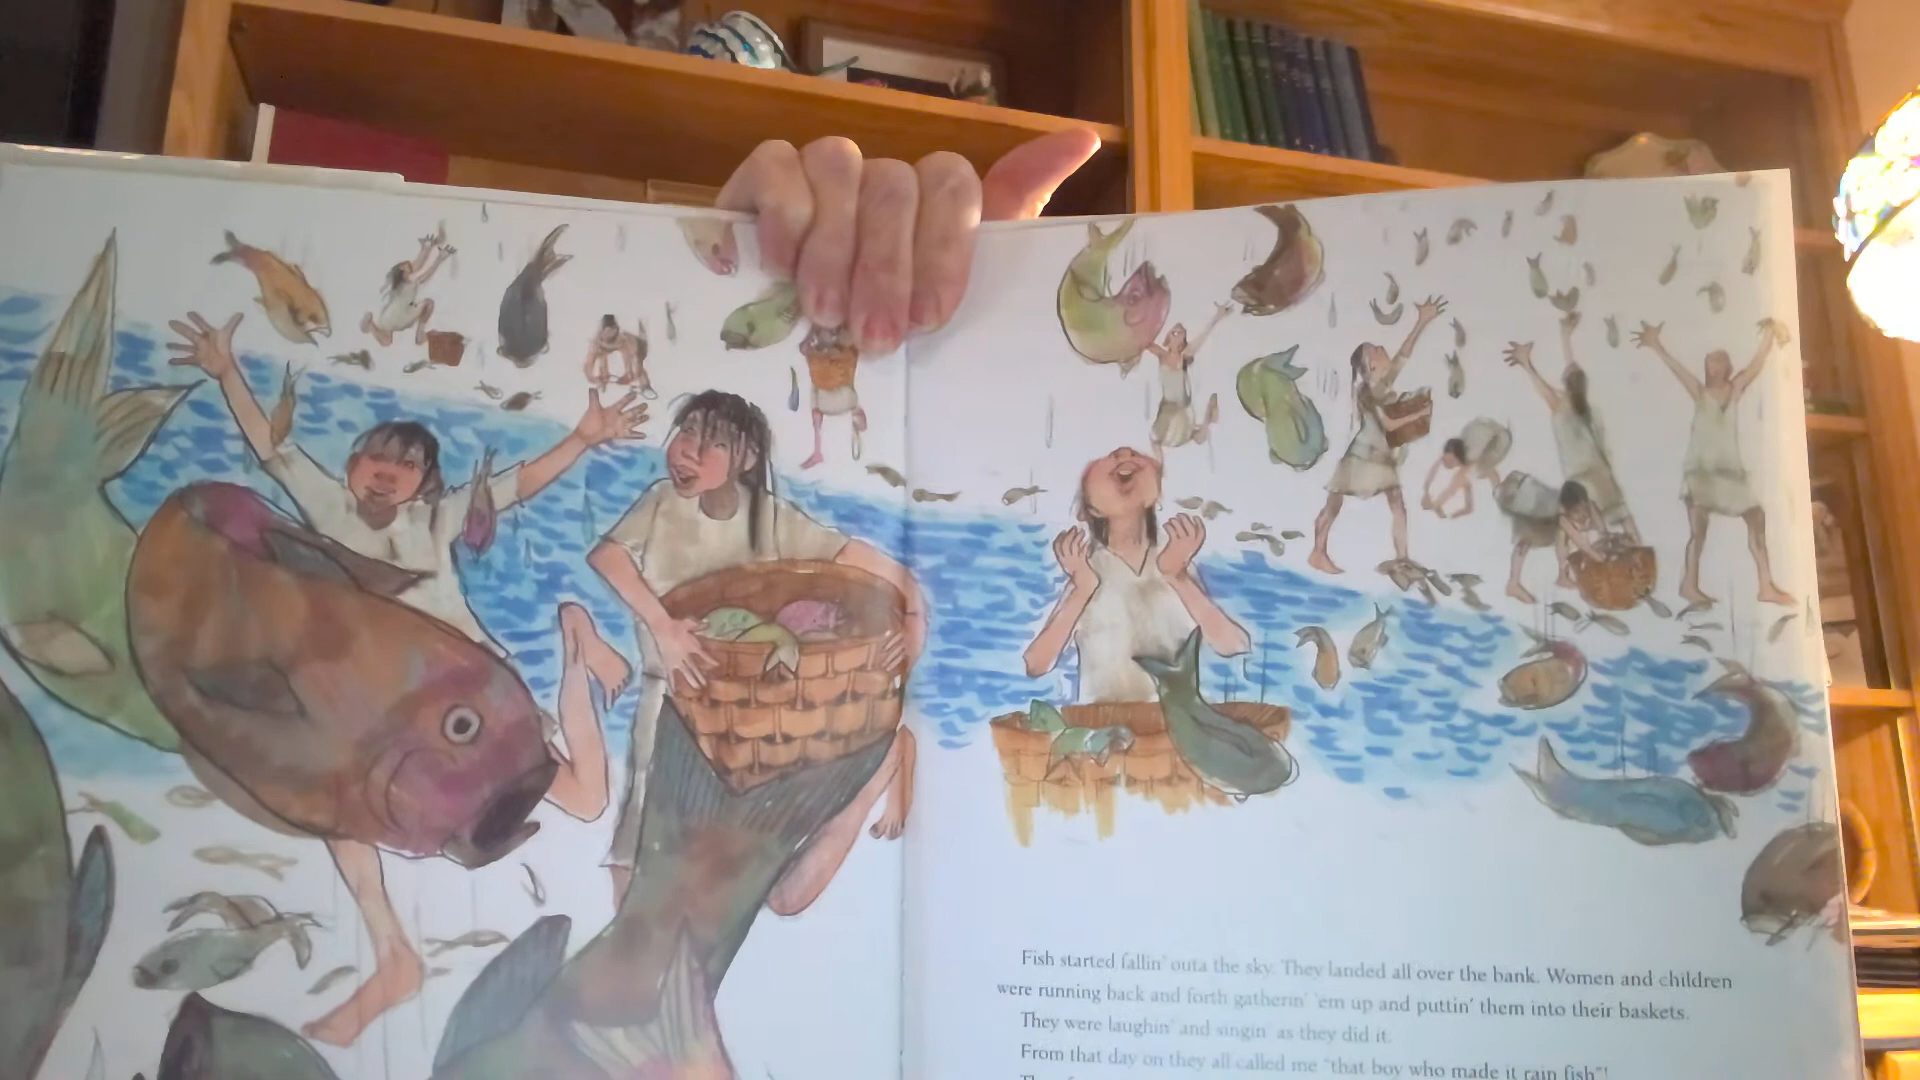 Fish started fallin' outa the sky. They landed all over the bank. Women and children
were running back and forth gatherin' 'em up and puttin' them into their baskets.
They were laughin' and singin' as they did it.
From that day on they all called me "that boy who made it rain fish"!